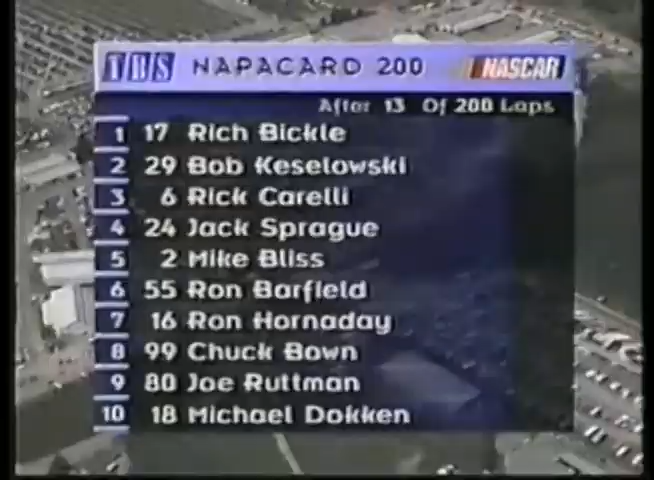 TBS NAPACARD 200 NASCAR
After 13 Of 200 Laps
1 17 Rich Bickle
2 29 Bob Keselowski
3 6 Rick Carelli
4 24 Jack Sprague
5 2 Mike Bliss
6 55 Ron Barfield
7 16 Ron Hornaday
8 99 Chuck Bown
9 80 Joe Ruttman
10 18 Michael Dokken